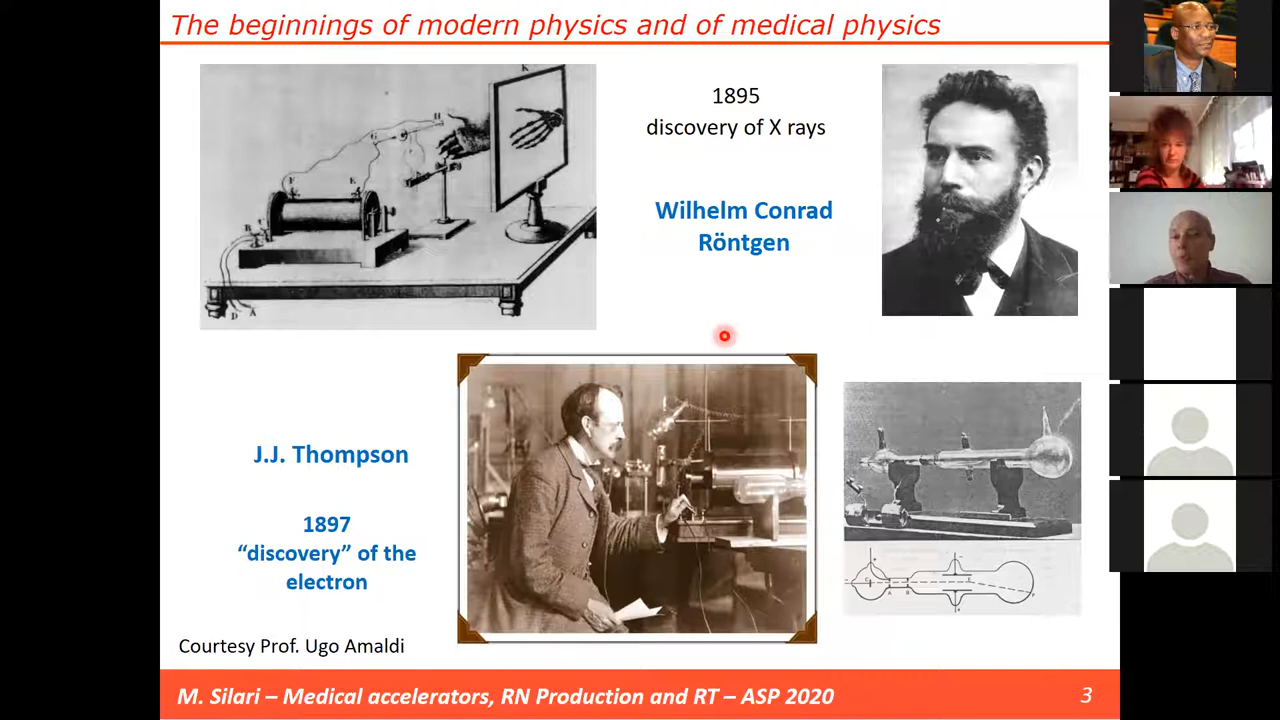 The beginnings of modern physics and of medical physics
1895
discovery of X rays
Wilhelm Conrad
Röntgen
J.J. Thompson
1897
“discovery” of the
electron
Courtesy Prof. Ugo Amaldi
M. Silari – Medical accelerators, RN Production and RT – ASP 2020
3